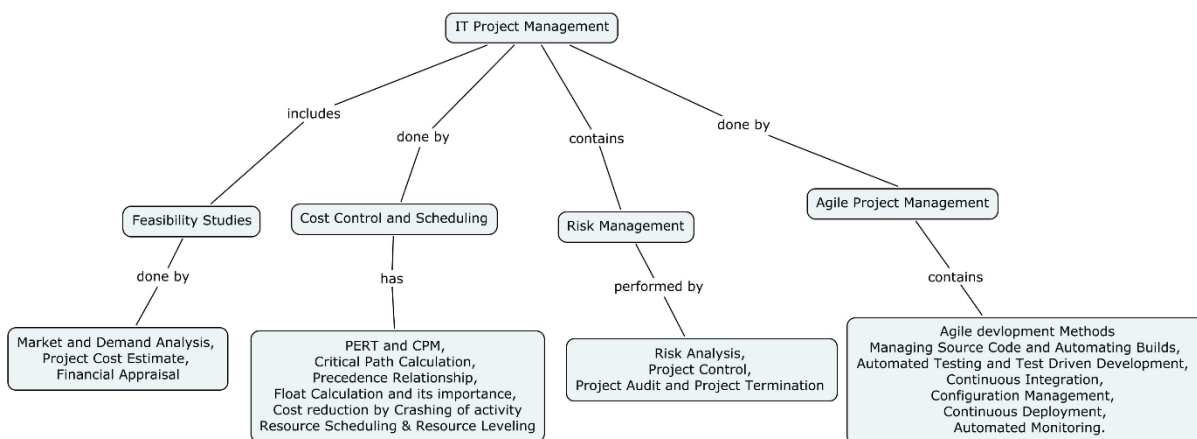 IT Project Management
includes
done by
contains
done by
Feasibility Studies
Cost Control and Scheduling
Risk Management
Agile Project Management
done by
has
performed by
contains
Market and Demand Analysis,
Project Cost Estimate,
Financial Appraisal
PERT and CPM,
Critical Path Calculation,
Precedence Relationship,
Float Calculation and its importance,
Cost reduction by Crashing of activity
Resource Scheduling & Resource Leveling
Risk Analysis,
Project Control,
Project Audit and Project Termination
Agile devlopment Methods
Managing Source Code and Automating Builds,
Automated Testing and Test Driven Development,
Continuous Integration,
Configuration Management,
Continuous Deployment,
Automated Monitoring.